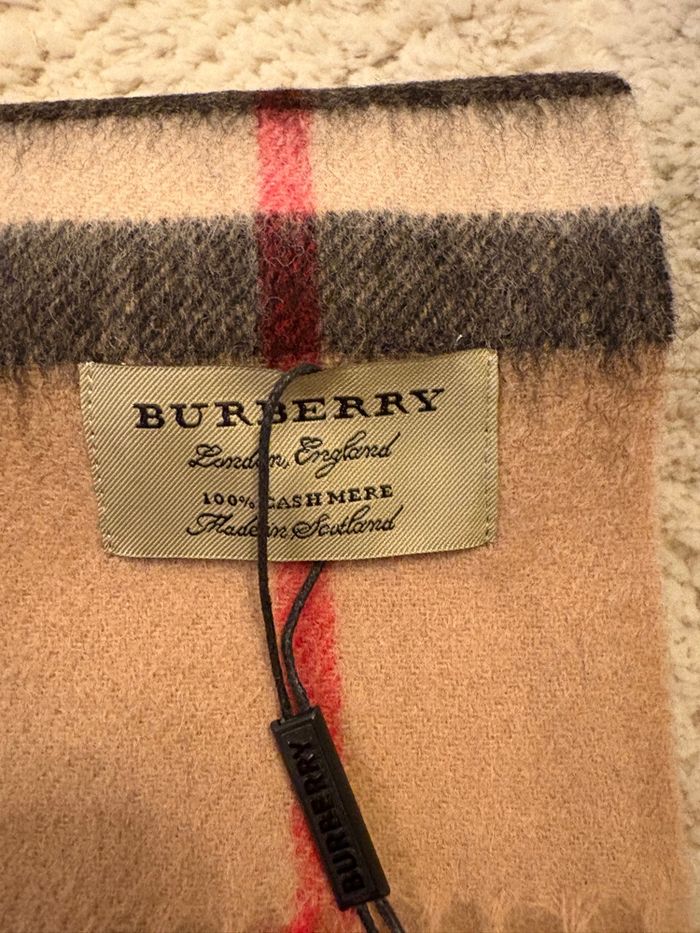 BURBERRY
London, England
100% CASHMERE
Made in Scotland
BURBERRY